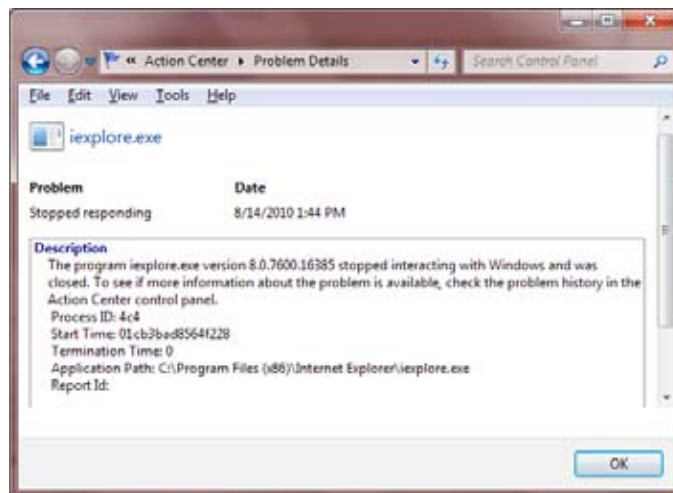 « Action Center ▸ Problem Details
Search Control Panel
File Edit View Tools Help
iexplore.exe
Problem Date
Stopped responding 8/14/2010 1:44 PM
Description
The program iexplore.exe version 8.0.7600.16385 stopped interacting with Windows and was
closed. To see if more information about the problem is available, check the problem history in the
Action Center control panel.
Process ID: 4c4
Start Time: 01cb3bad8564f228
Termination Time: 0
Application Path: C:\Program Files (x86)\Internet Explorer\iexplore.exe
Report Id:
OK